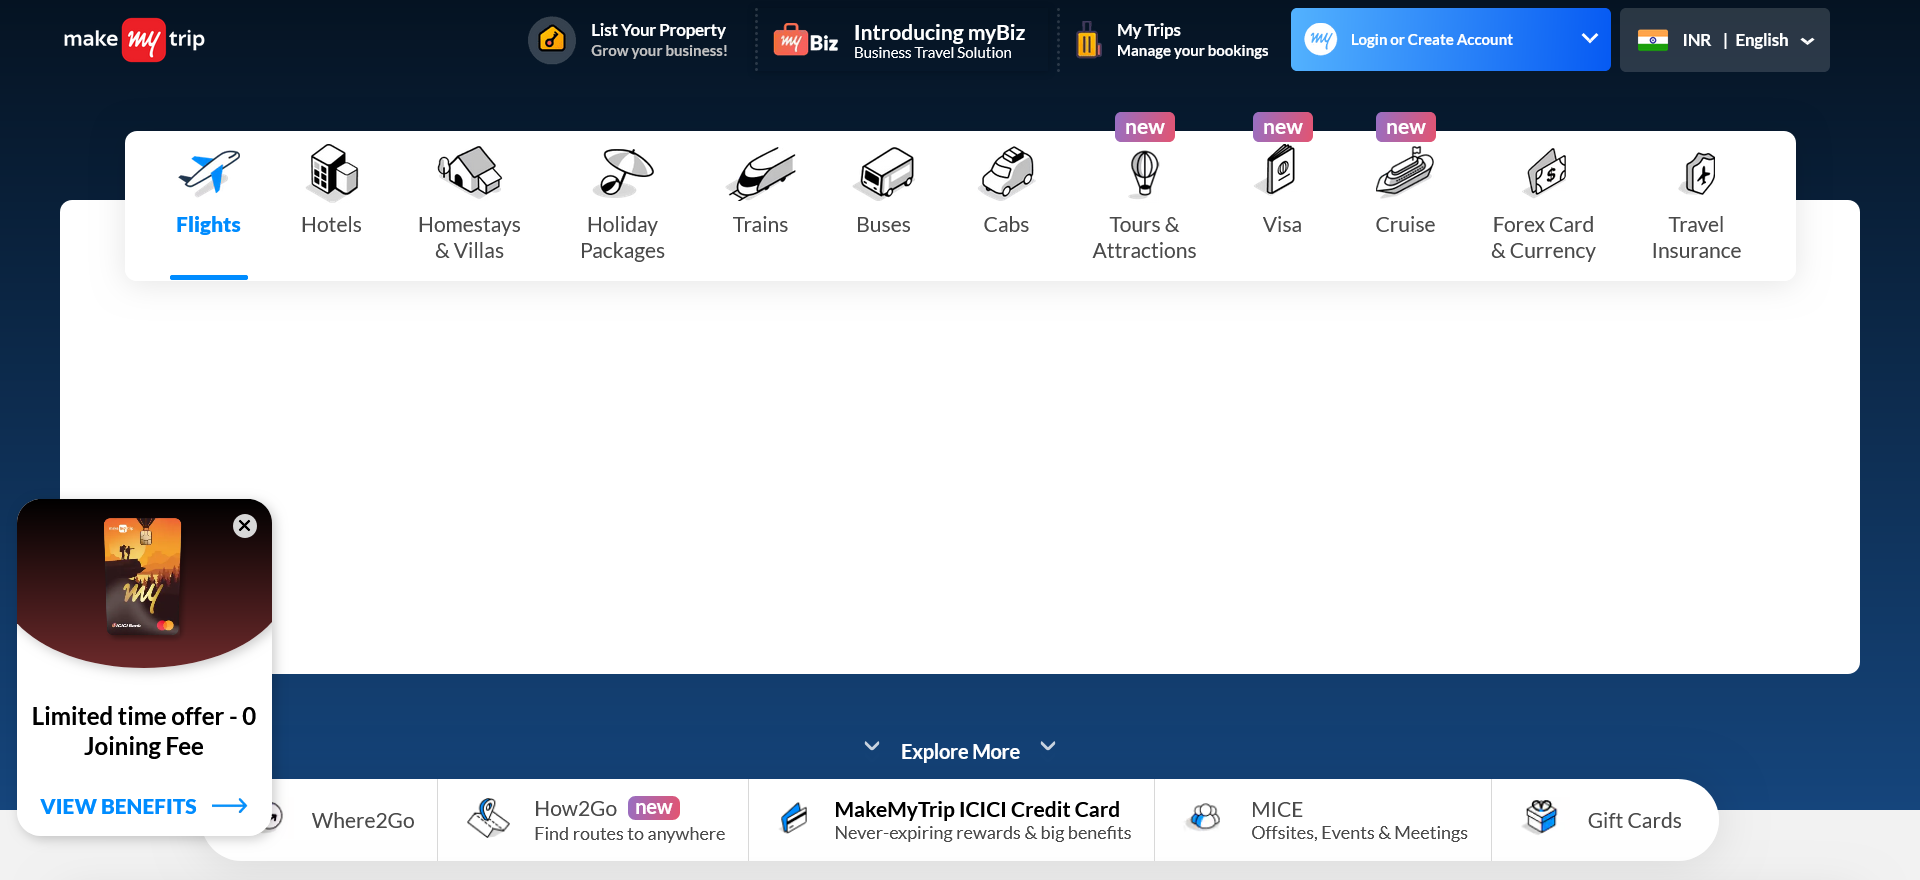 make my trip
List Your Property
Grow your business!
my Biz
Introducing myBiz
Business Travel Solution
My Trips
Manage your bookings
my
Login or Create Account
INR | English
new
new
new
Flights
Hotels
Homestays
& Villas
Holiday
Packages
Trains
Buses
Cabs
Tours &
Attractions
Visa
Cruise
Forex Card
& Currency
Travel
Insurance
my
ICICI Bank
Limited time offer - 0
Joining Fee
VIEW BENEFITS
Explore More
Where2Go
How2Go new
Find routes to anywhere
MakeMyTrip ICICI Credit Card
Never-expiring rewards & big benefits
MICE
Offsites, Events & Meetings
Gift Cards